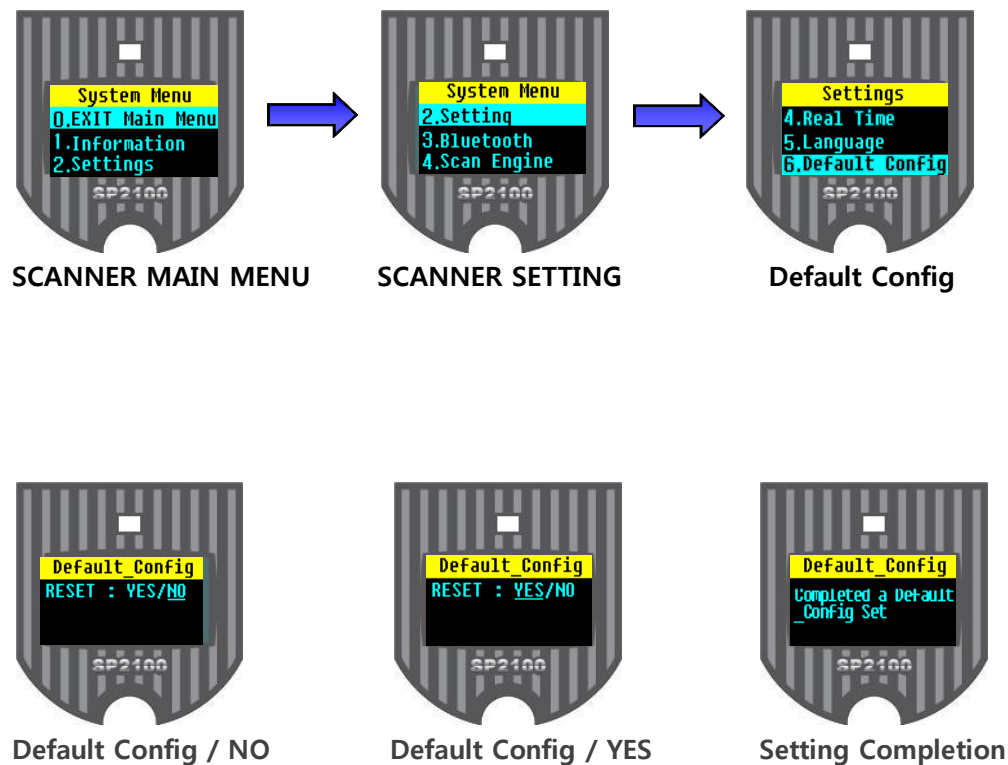 System Menu
0.EXIT Main Menu
1.Information
2.Settings
SP2100
SCANNER MAIN MENU
System Menu
2.Setting
3.Bluetooth
4.Scan Engine
SP2100
SCANNER SETTING
Settings
4.Real Time
5.Language
6.Default Config
SP2100
Default Config
Default_Config
RESET : YES/NO
SP2100
Default Config / NO
Default_Config
RESET : YES/NO
SP2100
Default Config / YES
Default_Config
Completed a Default
_Config Set
SP2100
Setting Completion